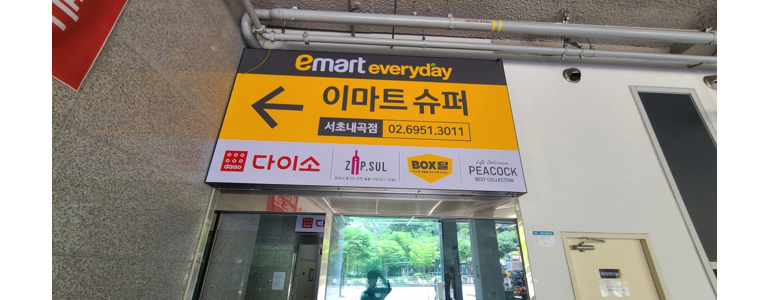 emart everyday
이마트 슈퍼
서초내곡점 02.6951.3011
daiso 다이소
ZAP.SUL
BOX딜
Life Delicious
PEACOCK
BEST COLLECTION